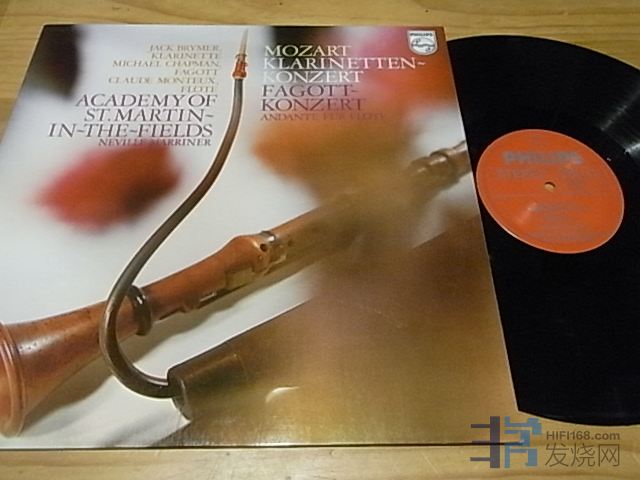 JACK BRYMER,
KLARINETTE
MICHAEL CHAPMAN,
FAGOTT
CLAUDE MONTEUX,
FLÖTE
ACADEMY OF
ST. MARTIN~
IN~THE~FIELDS
NEVILLE MARRINER
MOZART
KLARINETTEN~
KONZERT
FAGOTT~
KONZERT
ANDANTE FÜR FLÖTE
PHILIPS
PHILIPS
STEREO
HIFI168.com
发烧网